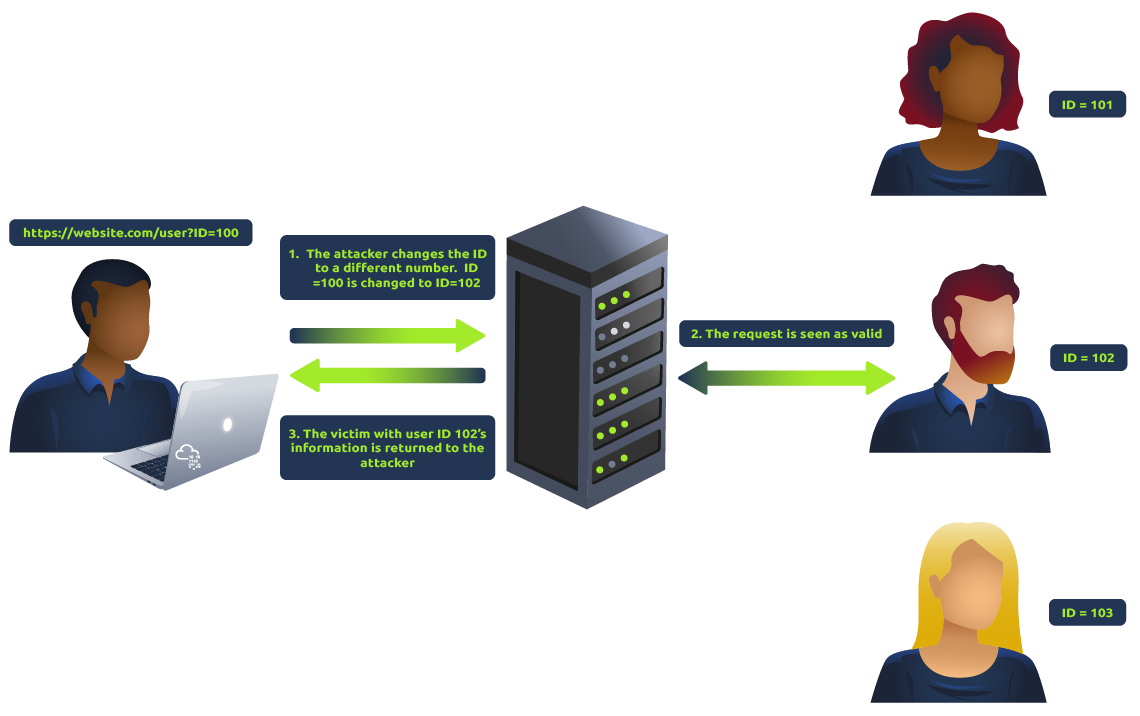 ID = 101
https://website.com/user?ID=100
1. The attacker changes the ID
to a different number. ID
=100 is changed to ID=102
2. The request is seen as valid
ID = 102
3. The victim with user ID 102's
information is returned to the
attacker
ID = 103